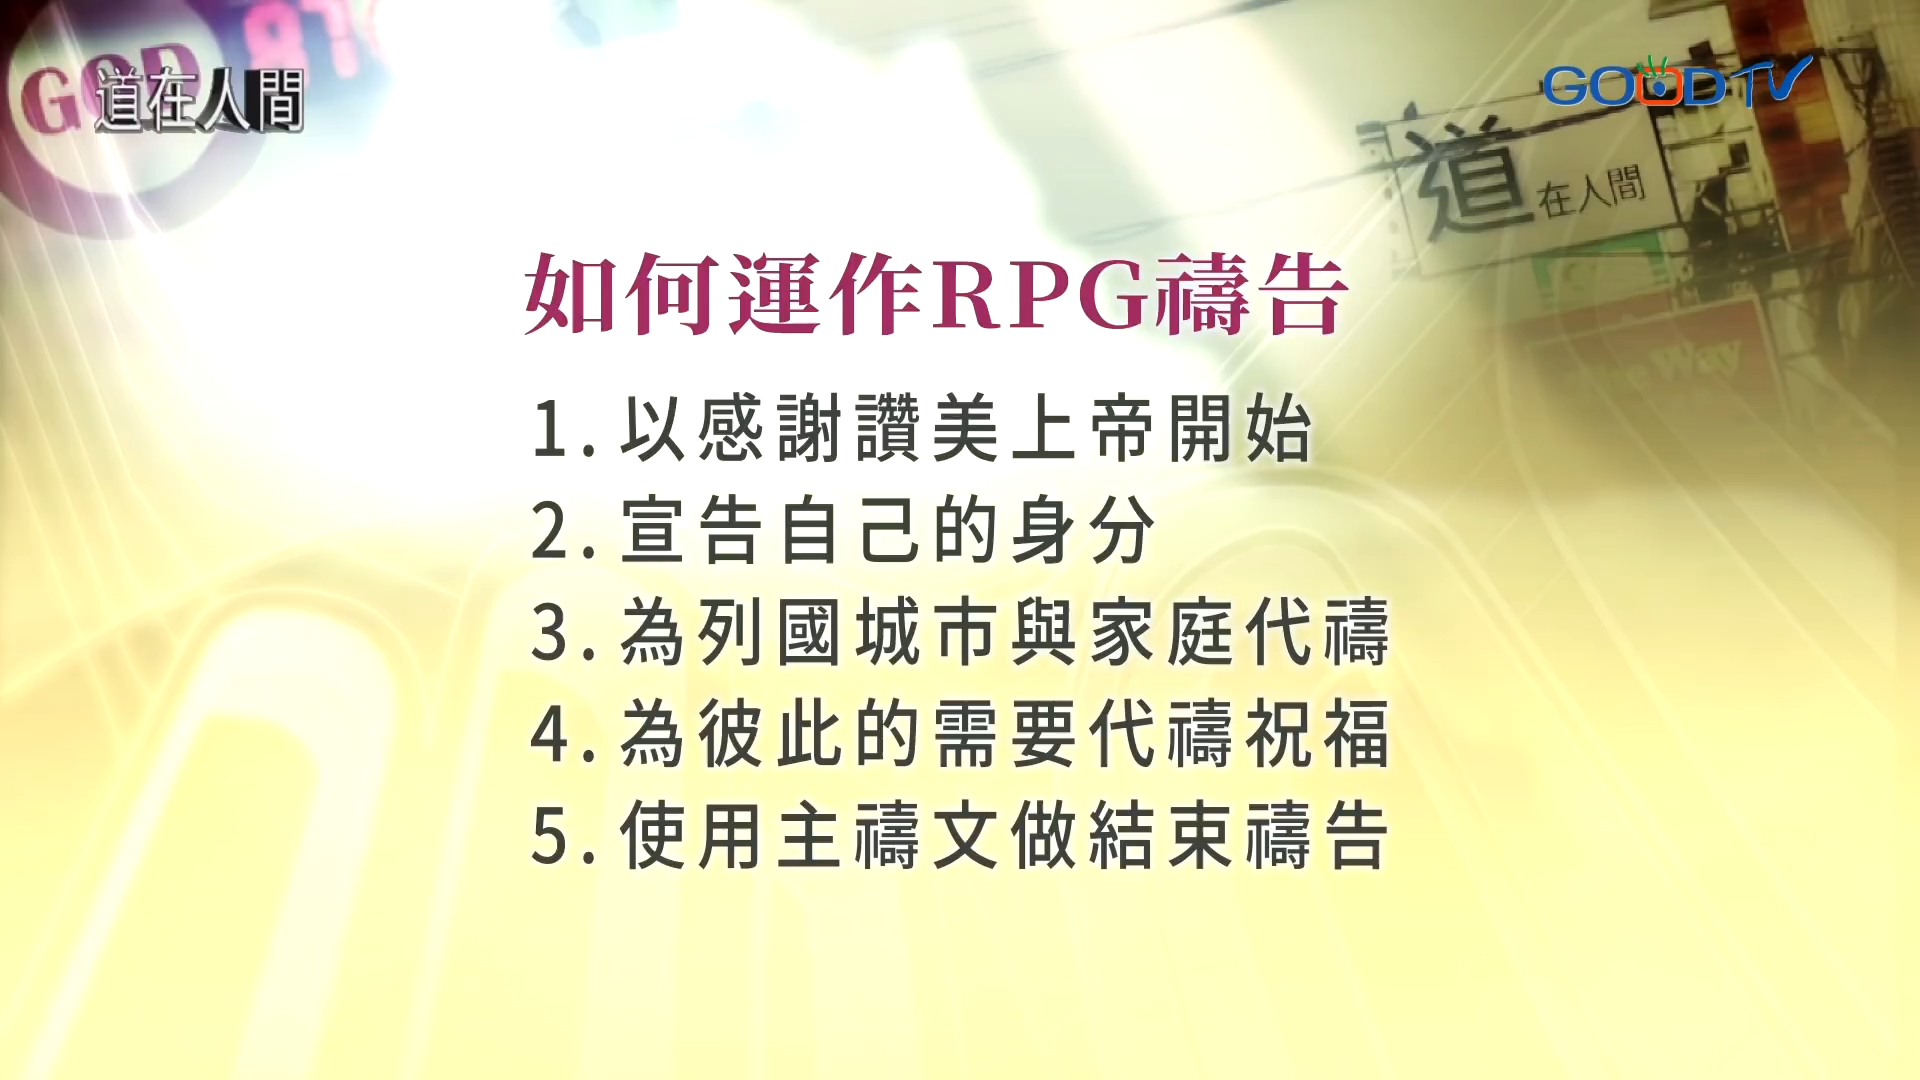 GOD
道在人間
GOOD TV
道在人間
如何運作RPG禱告
1.以感謝讚美上帝開始
2.宣告自己的身分
3.為列國城市與家庭代禱
4.為彼此的需要代禱祝福
5.使用主禱文做結束禱告